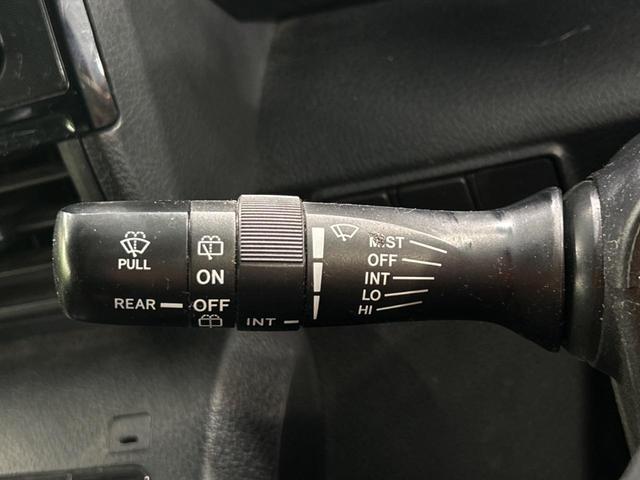 PULL
REAR
ON
OFF
INT
MIST
OFF
INT
LO
HI